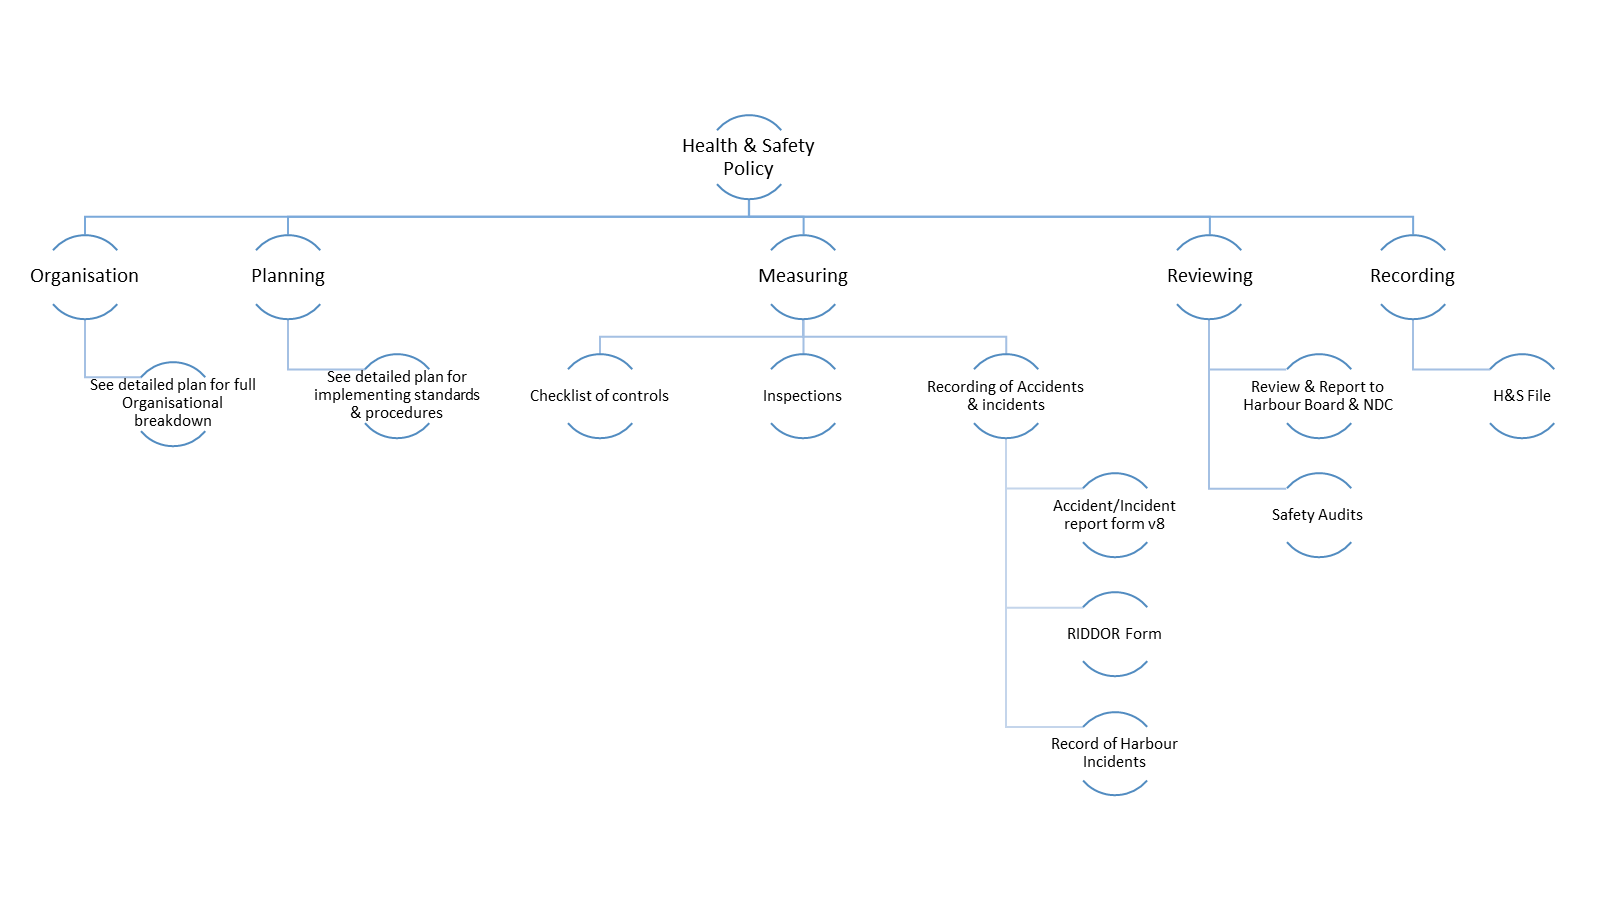 Health & Safety
Policy
Organisation
Planning
Measuring
Reviewing
Recording
See detailed plan for full
Organisational
breakdown
See detailed plan for
implementing standards
& procedures
Checklist of controls
Inspections
Recording of Accidents
& incidents
Review & Report to
Harbour Board & NDC
H&S File
Accident/Incident
report form v8
Safety Audits
RIDDOR Form
Record of Harbour
Incidents